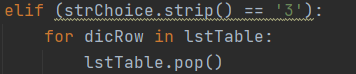 elif (strChoice.strip() == '3'):
    for dicRow in lstTable:
        lstTable.pop()